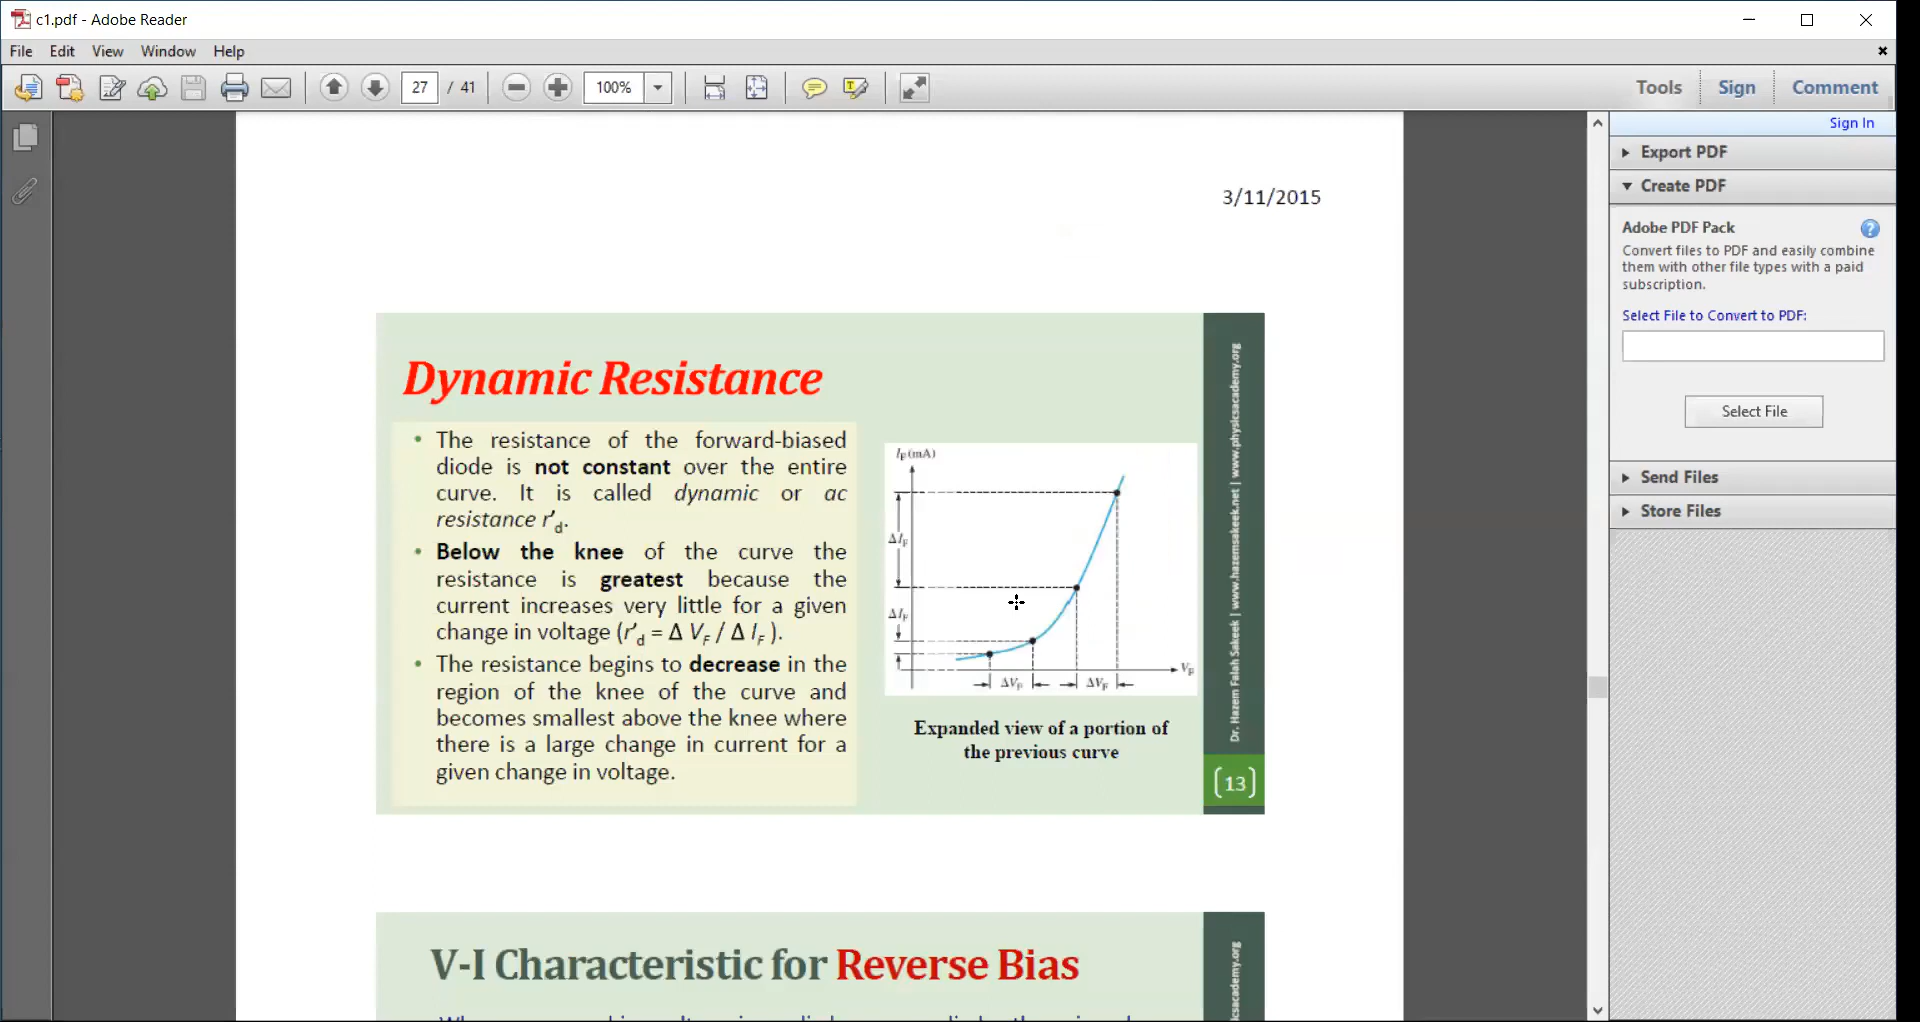 c1.pdf - Adobe Reader
File Edit View Window Help
27 / 41 100% Tools Sign Comment
Sign In
Export PDF
Create PDF
Adobe PDF Pack
Convert files to PDF and easily combine
them with other file types with a paid
subscription.
Select File to Convert to PDF:
Select File
Send Files
Store Files
3/11/2015
Dynamic Resistance
• The resistance of the forward-biased
diode is not constant over the entire
curve. It is called dynamic or ac
resistance r'd.
• Below the knee of the curve the
resistance is greatest because the
current increases very little for a given
change in voltage (r'd = Δ VF / Δ IF ).
• The resistance begins to decrease in the
region of the knee of the curve and
becomes smallest above the knee where
there is a large change in current for a
given change in voltage.
IF(mA)
ΔIF
ΔIF
VF
ΔVF ΔVF
Expanded view of a portion of
the previous curve
Dr. Hazem Falah Sakeek | www.hazemsakeek.net | www.physicsacademy.org
[13]
V-I Characteristic for Reverse Bias